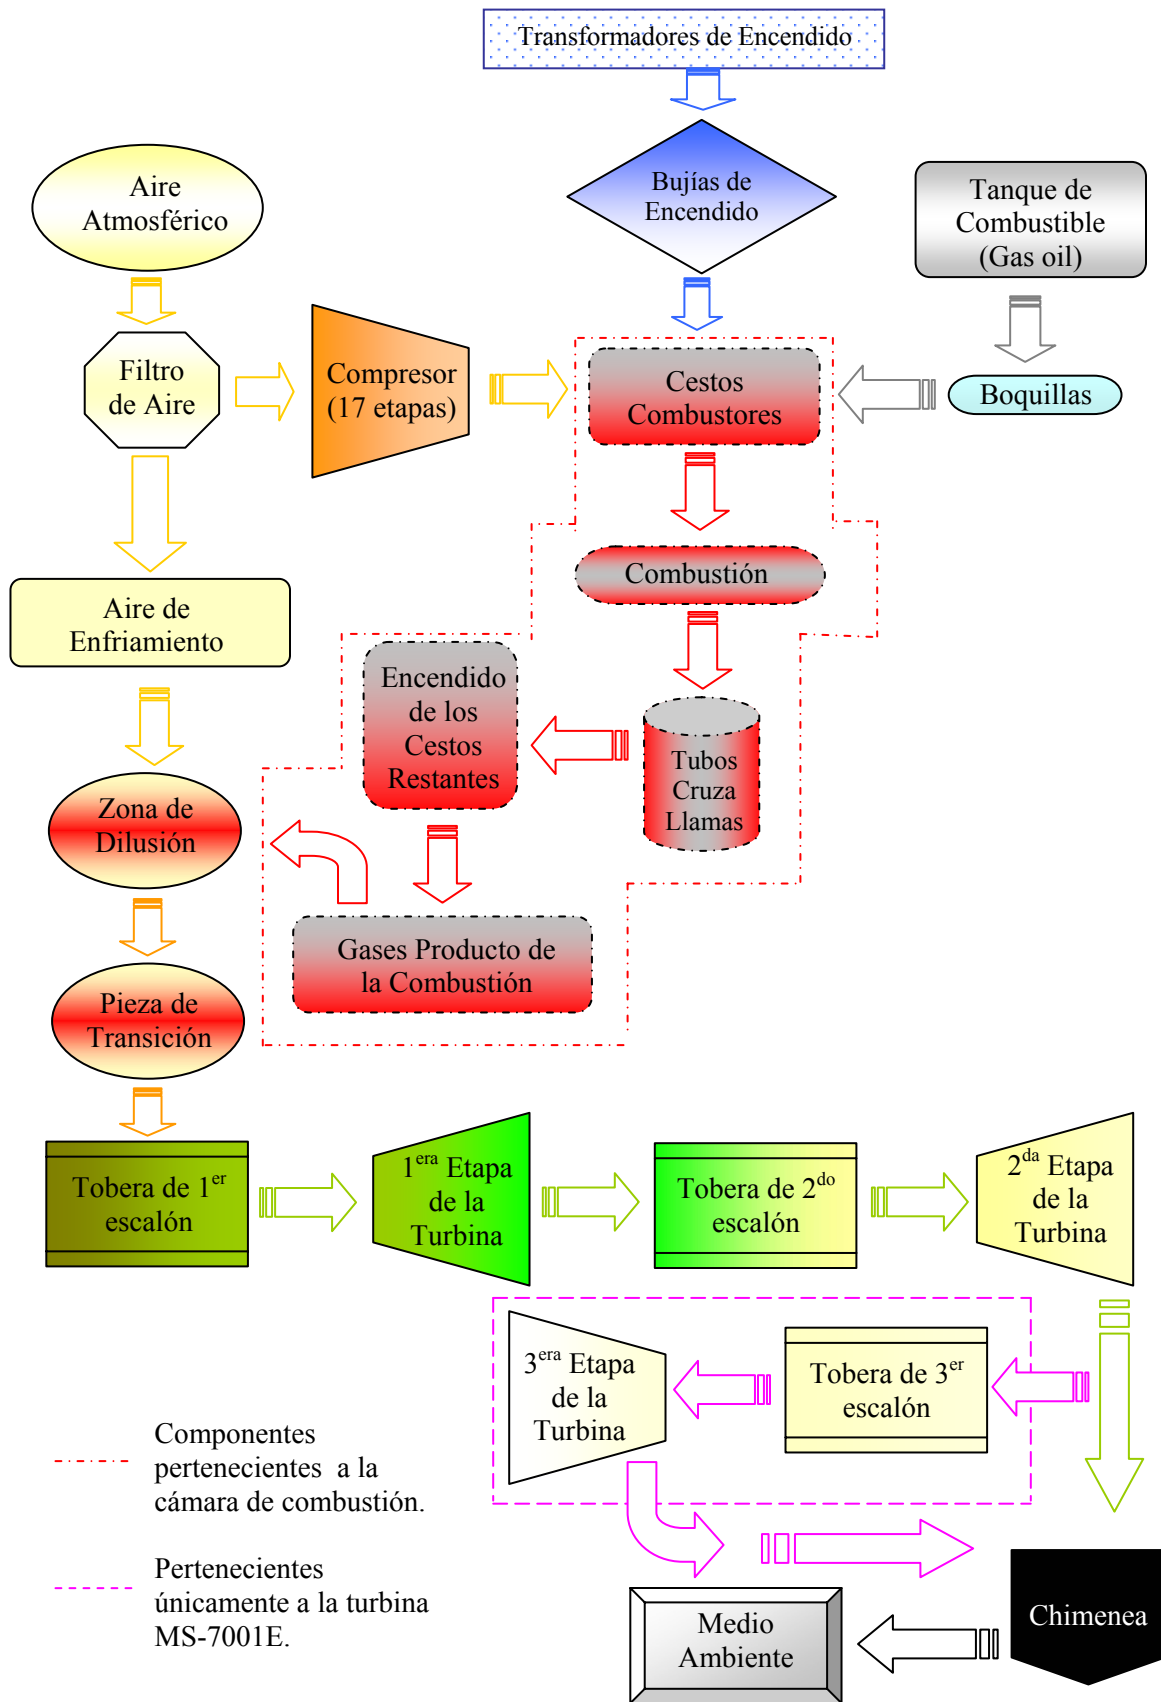 Transformadores de Encendido
Bujías de
Encendido
Aire
Atmosférico
Tanque de
Combustible
(Gas oil)
Filtro
de Aire
Compresor
(17 etapas)
Cestos
Combustores
Boquillas
Combustión
Aire de
Enfriamiento
Encendido
de los
Cestos
Restantes
Tubos
Cruza
Llamas
Zona de
Dilusión
Gases Producto de
la Combustión
Pieza de
Transición
Tobera de 1er
escalón
1era Etapa
de la
Turbina
Tobera de 2do
escalón
2da Etapa
de la
Turbina
3era Etapa
de la
Turbina
Tobera de 3er
escalón
Componentes
pertenecientes a la
cámara de combustión.
Pertenecientes
únicamente a la turbina
MS-7001E.
Medio
Ambiente
Chimenea